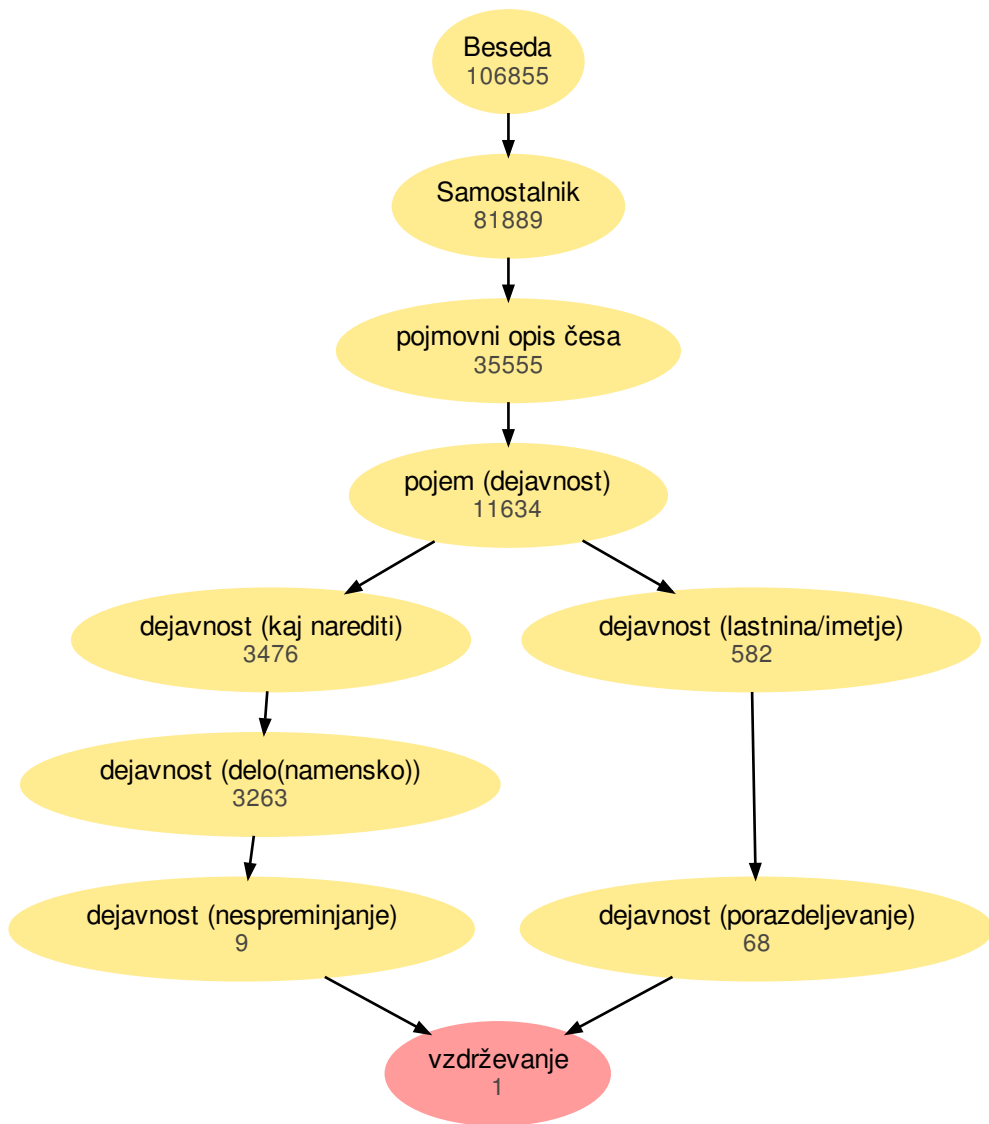 Beseda
106855
Samostalnik
81889
pojmovni opis česa
35555
pojem (dejavnost)
11634
dejavnost (kaj narediti)
3476
dejavnost (lastnina/imetje)
582
dejavnost (delo(namensko))
3263
dejavnost (nespreminjanje)
9
dejavnost (porazdeljevanje)
68
vzdrževanje
1